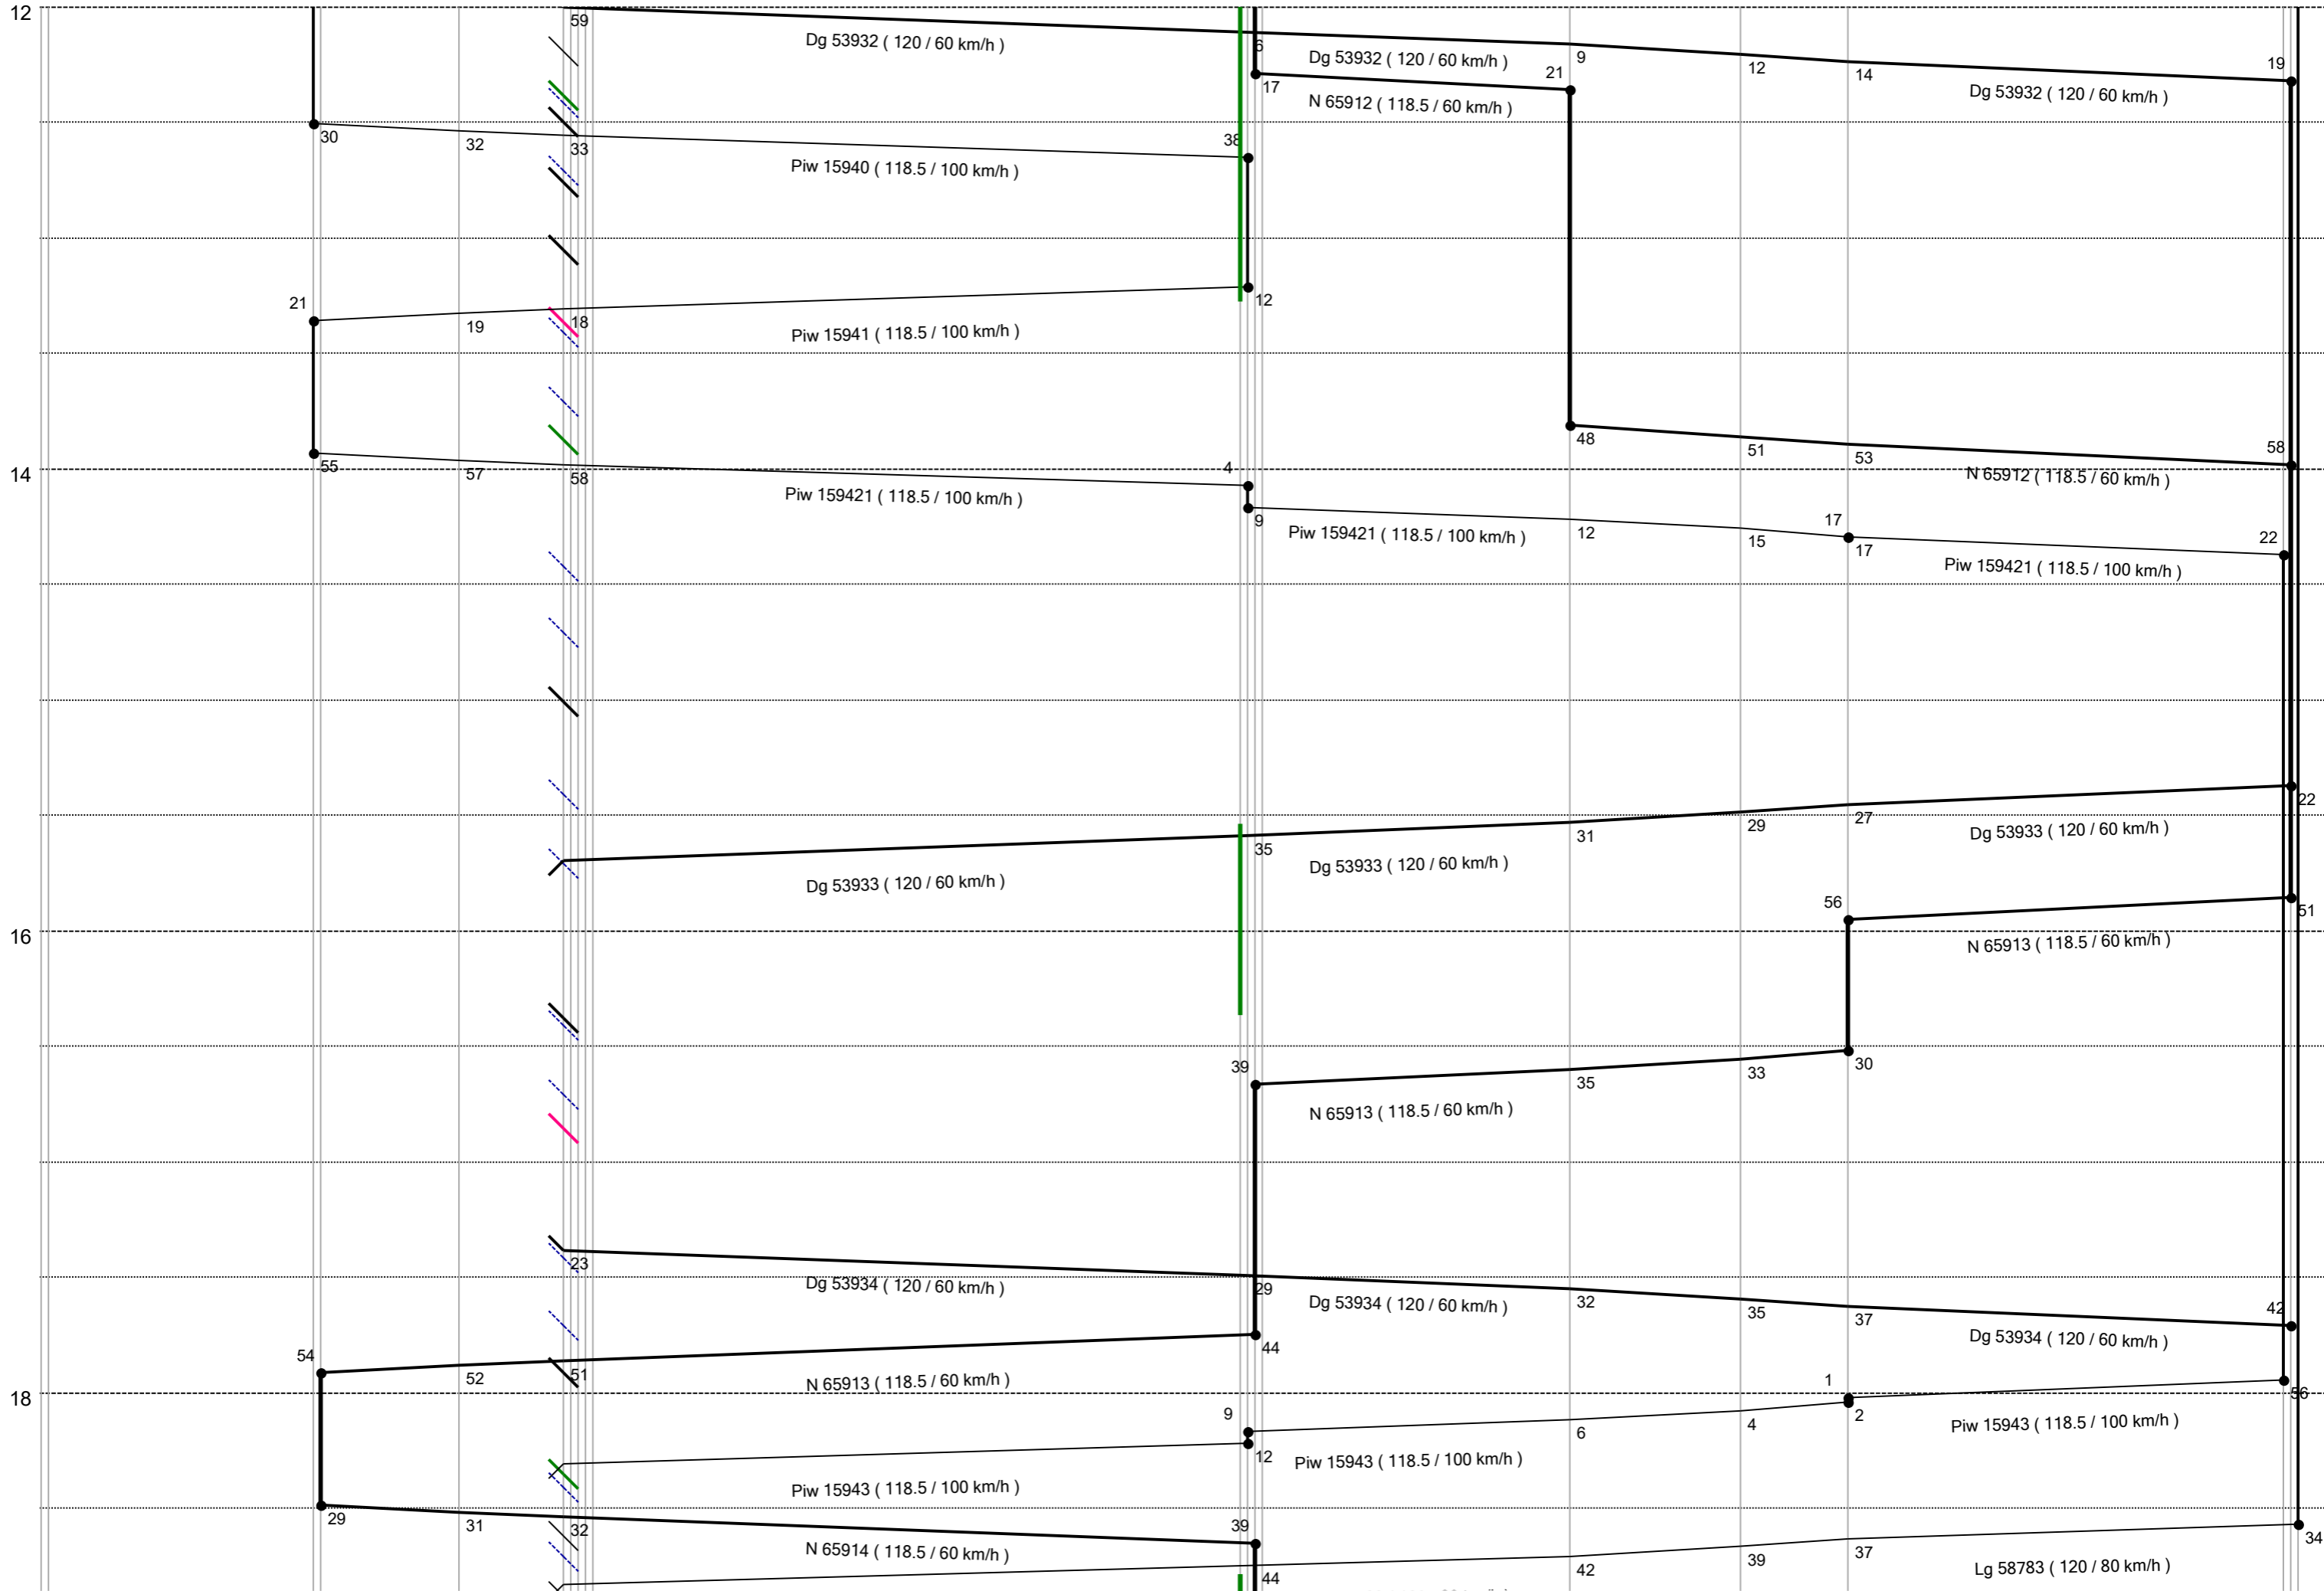 12
59
Dg 53932 ( 120 / 60 km/h )
6
Dg 53932 ( 120 / 60 km/h )
9
12
14
19
Dg 53932 ( 120 / 60 km/h )
17
21
N 65912 ( 118.5 / 60 km/h )
30
32
33
38
Piw 15940 ( 118.5 / 100 km/h )
21
19
18
12
Piw 15941 ( 118.5 / 100 km/h )
48
51
53
58
N 65912 ( 118.5 / 60 km/h )
14
55
57
58
4
Piw 159421 ( 118.5 / 100 km/h )
9
Piw 159421 ( 118.5 / 100 km/h )
12
15
17
17
22
Piw 159421 ( 118.5 / 100 km/h )
22
27
29
31
35
Dg 53933 ( 120 / 60 km/h )
Dg 53933 ( 120 / 60 km/h )
Dg 53933 ( 120 / 60 km/h )
56
51
16
N 65913 ( 118.5 / 60 km/h )
39
35
33
30
N 65913 ( 118.5 / 60 km/h )
23
29
Dg 53934 ( 120 / 60 km/h )
Dg 53934 ( 120 / 60 km/h )
32
35
37
42
Dg 53934 ( 120 / 60 km/h )
54
52
51
44
N 65913 ( 118.5 / 60 km/h )
18
1
56
9
6
4
2
Piw 15943 ( 118.5 / 100 km/h )
12
Piw 15943 ( 118.5 / 100 km/h )
Piw 15943 ( 118.5 / 100 km/h )
29
31
32
39
N 65914 ( 118.5 / 60 km/h )
44
42
39
37
34
Lg 58783 ( 120 / 80 km/h )